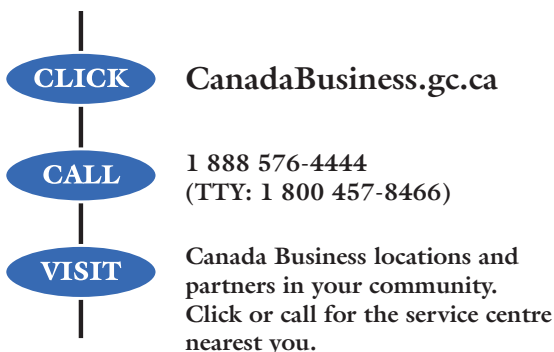 CLICK
CanadaBusiness.gc.ca
CALL
1 888 576-4444
(TTY: 1 800 457-8466)
VISIT
Canada Business locations and
partners in your community.
Click or call for the service centre
nearest you.